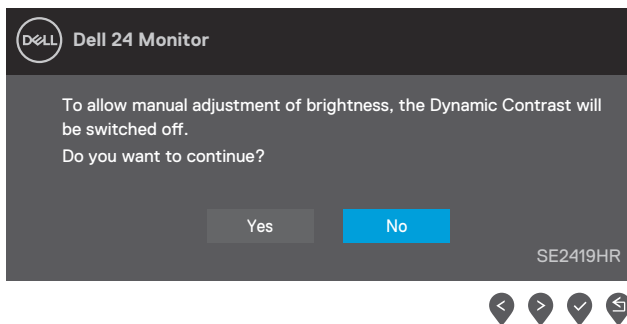 DELL Dell 24 Monitor
To allow manual adjustment of brightness, the Dynamic Contrast will
be switched off.
Do you want to continue?
Yes No
SE2419HR